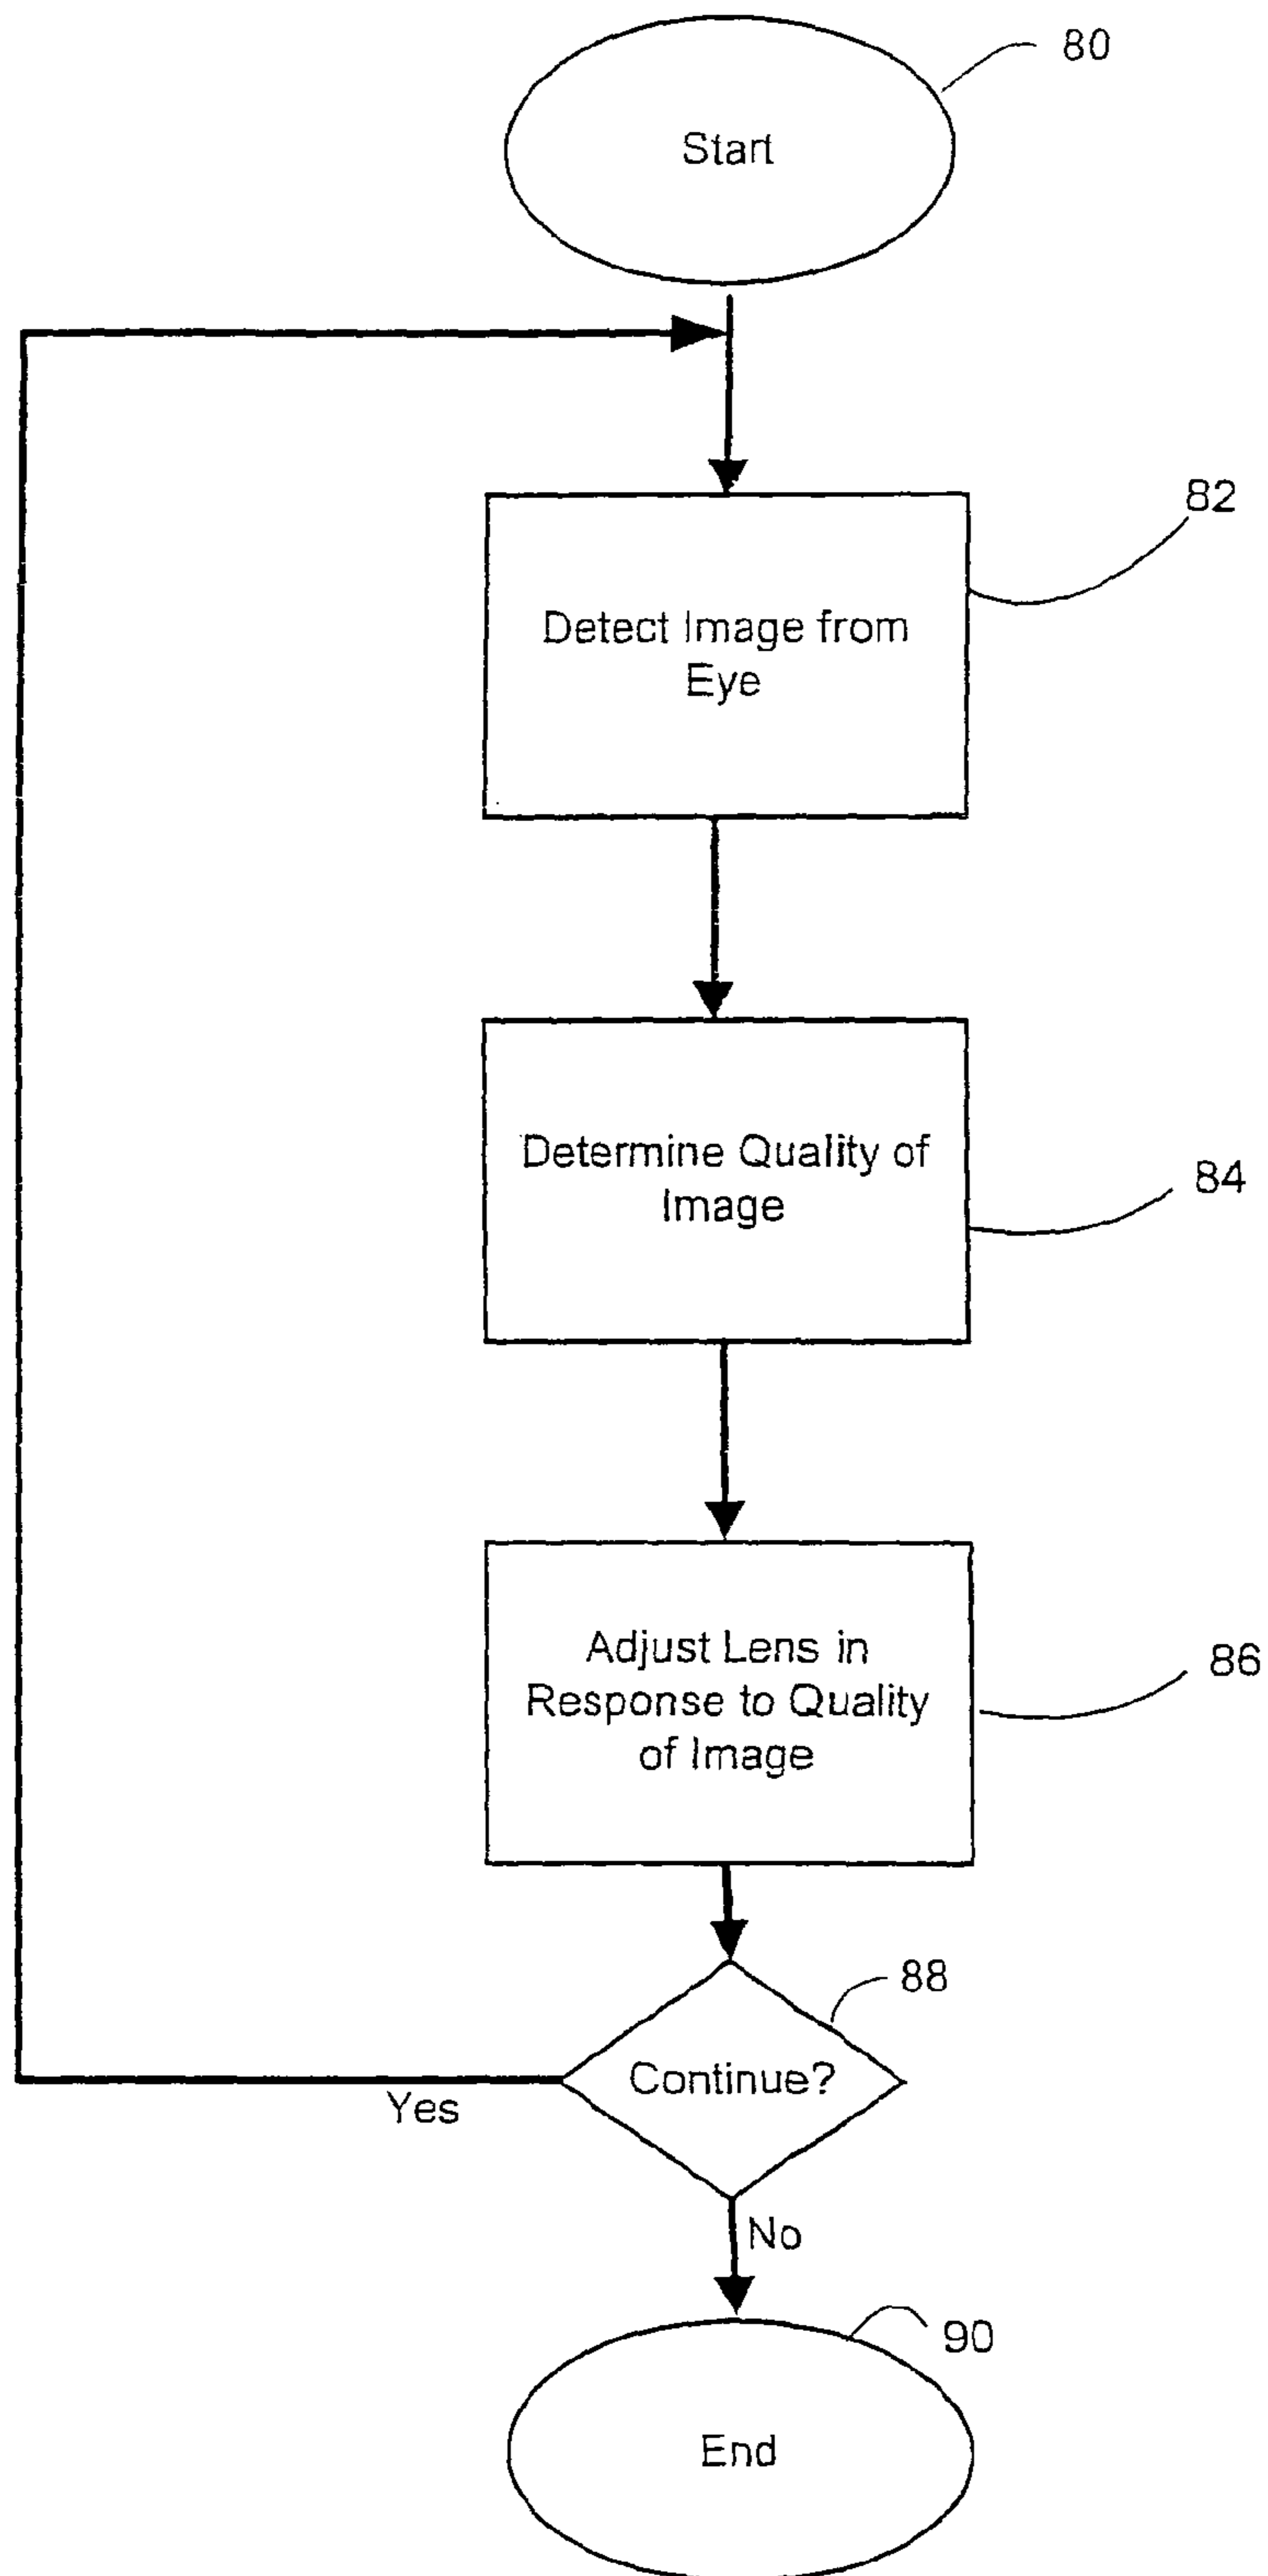 80
Start
82
Detect Image from
Eye
Determine Quality of
Image
84
Adjust Lens in
Response to Quality
of Image
86
88
Continue?
Yes
No
90
End